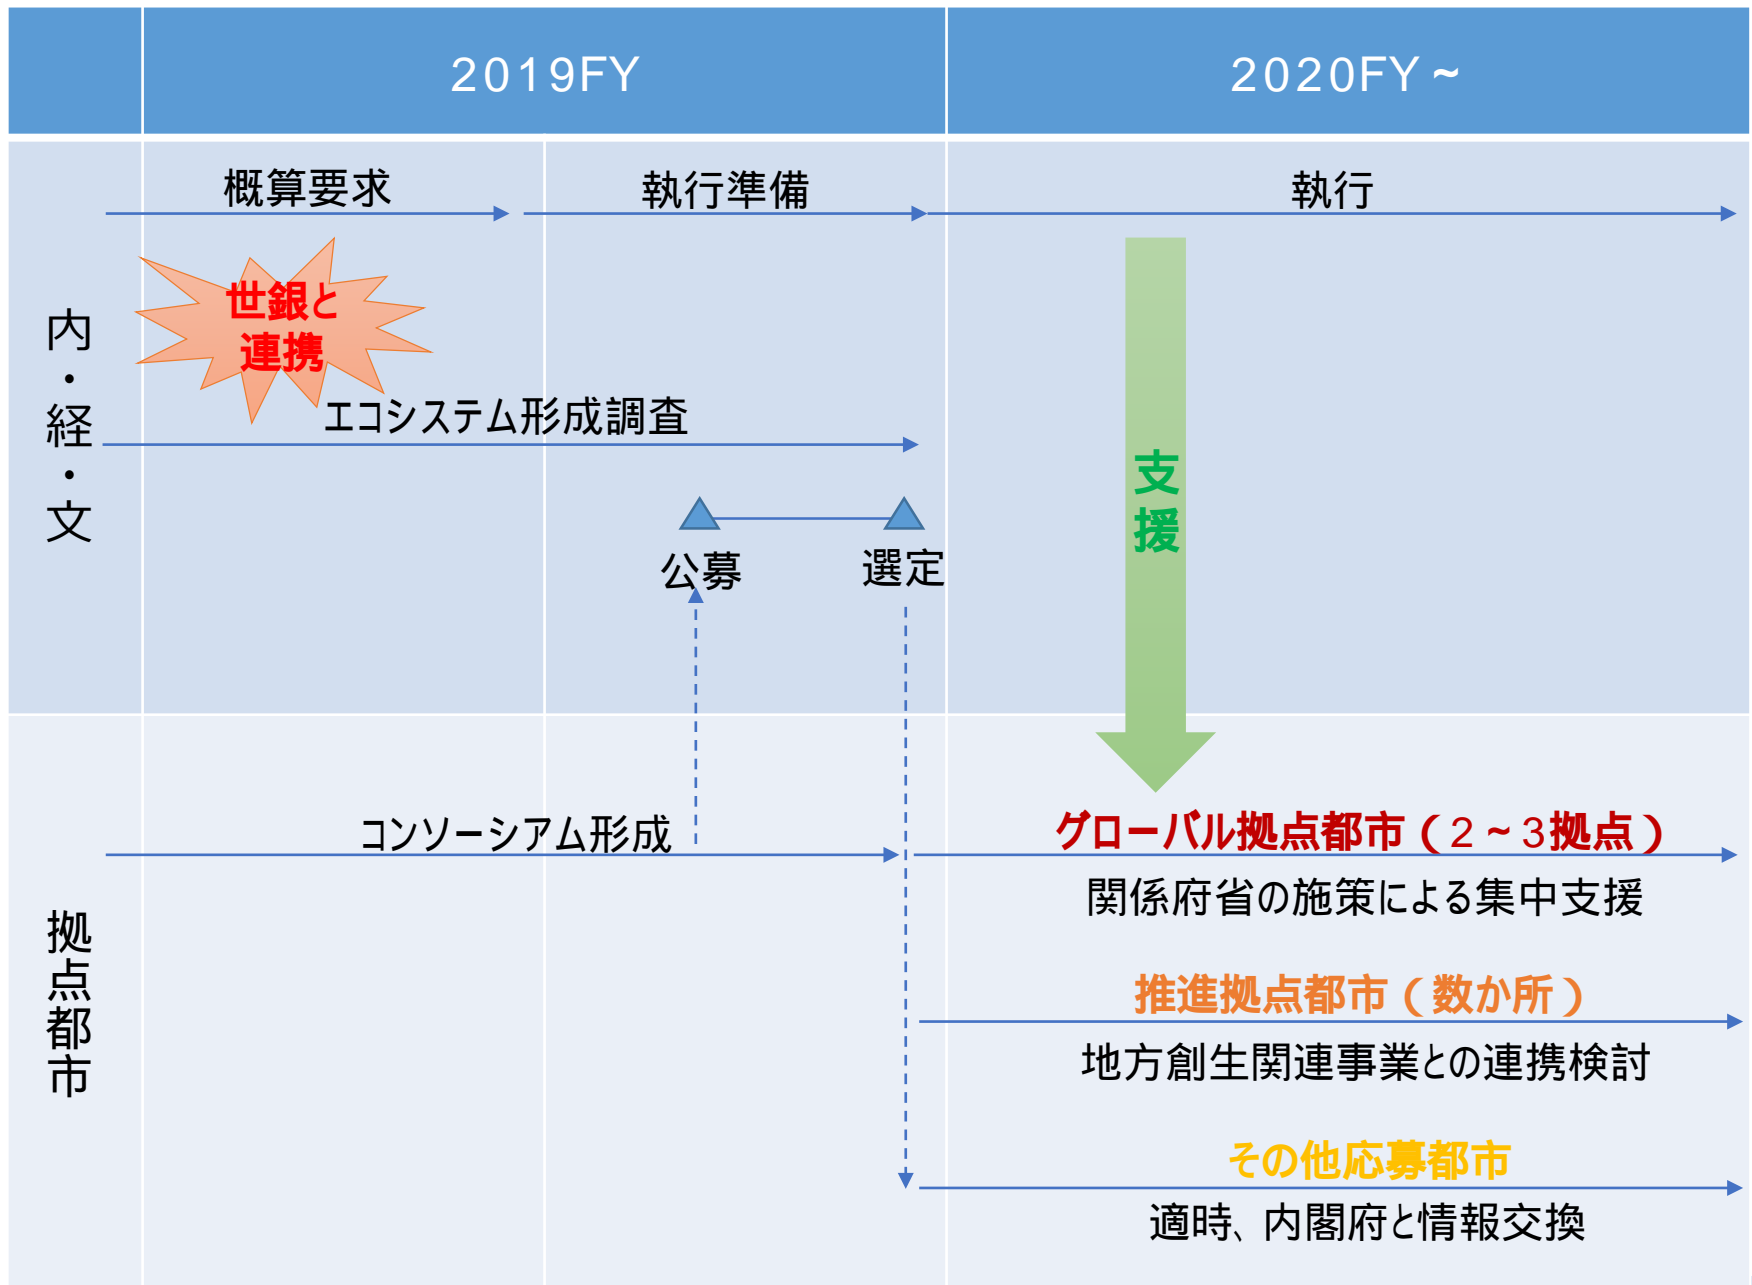 2019FY
2020FY～
概算要求
執行準備
執行
世銀と
連携
内・経・文
エコシステム形成調査
公募
選定
支援
拠点都市
コンソーシアム形成
グローバル拠点都市（2～3拠点）
関係府省の施策による集中支援
推進拠点都市（数か所）
地方創生関連事業との連携検討
その他応募都市
適時、内閣府と情報交換